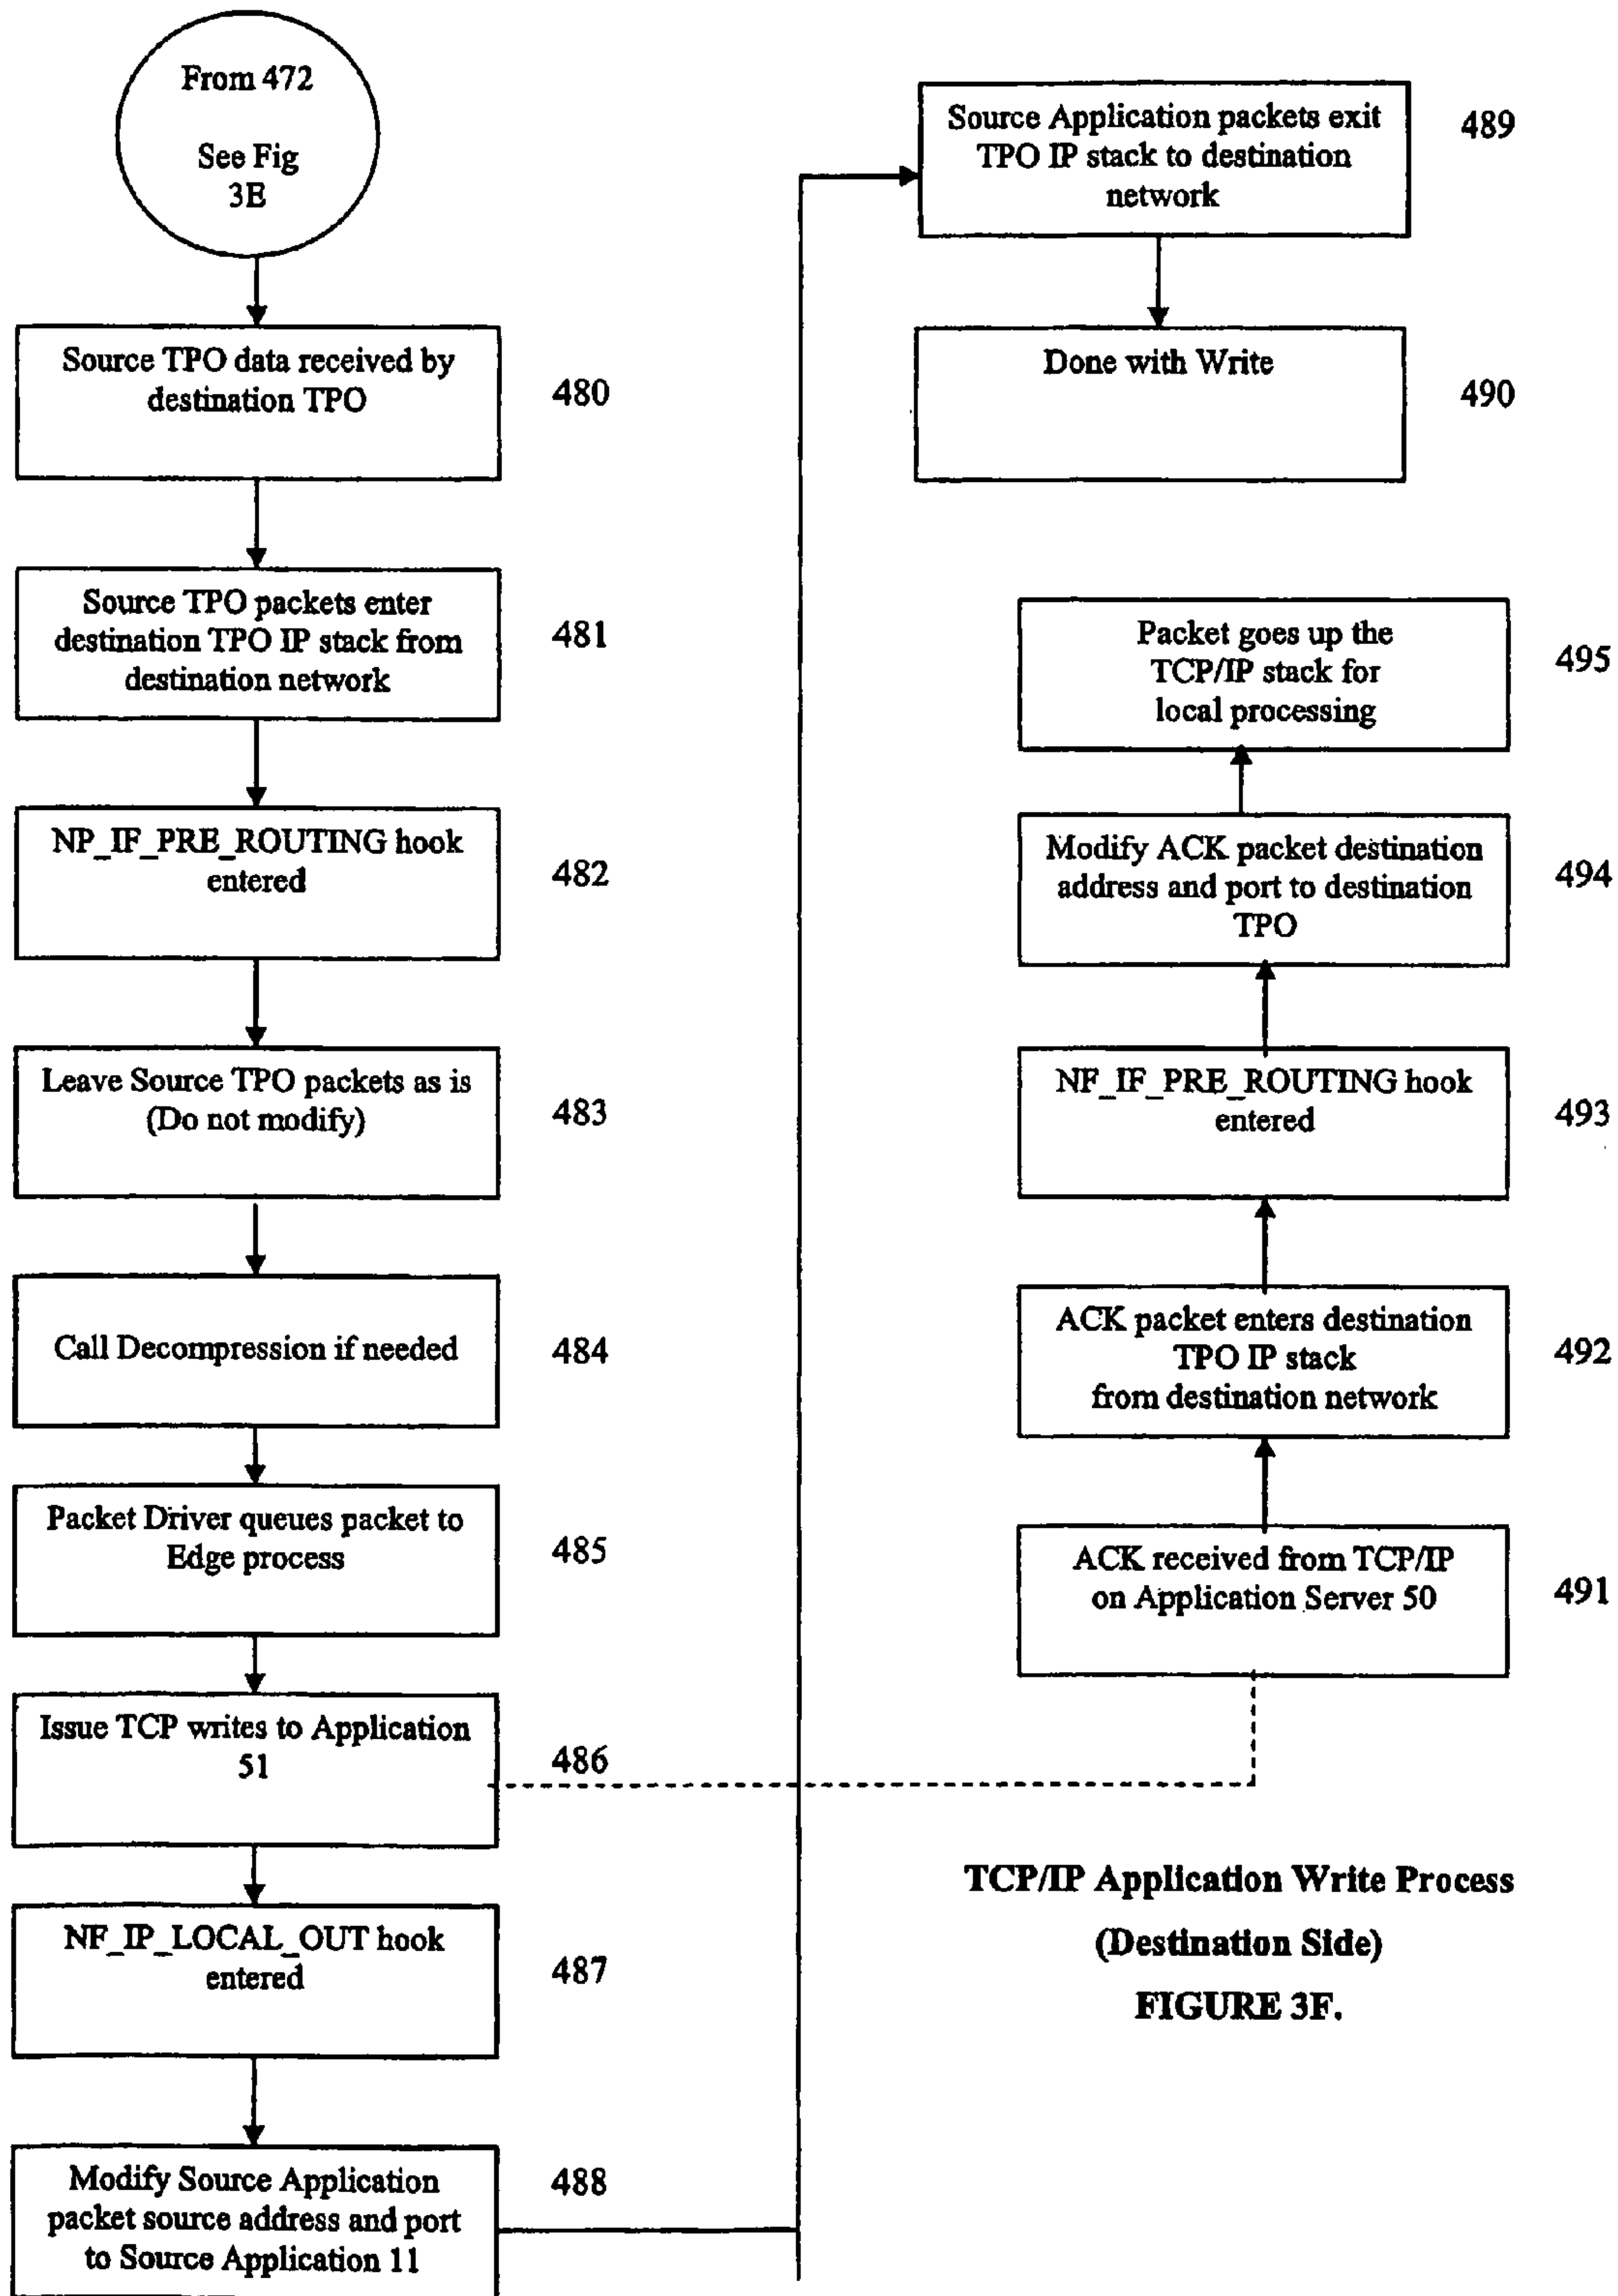 From 472
See Fig
3E
Source TPO data received by
destination TPO
480
Source TPO packets enter
destination TPO IP stack from
destination network
481
NP_IF_PRE_ROUTING hook
entered
482
Leave Source TPO packets as is
(Do not modify)
483
Call Decompression if needed
484
Packet Driver queues packet to
Edge process
485
Issue TCP writes to Application
51
486
NF_IP_LOCAL_OUT hook
entered
487
Modify Source Application
packet source address and port
to Source Application 11
488
Source Application packets exit
TPO IP stack to destination
network
489
Done with Write
490
Packet goes up the
TCP/IP stack for
local processing
495
Modify ACK packet destination
address and port to destination
TPO
494
NF_IF_PRE_ROUTING hook
entered
493
ACK packet enters destination
TPO IP stack
from destination network
492
ACK received from TCP/IP
on Application Server 50
491
TCP/IP Application Write Process
(Destination Side)
FIGURE 3F.